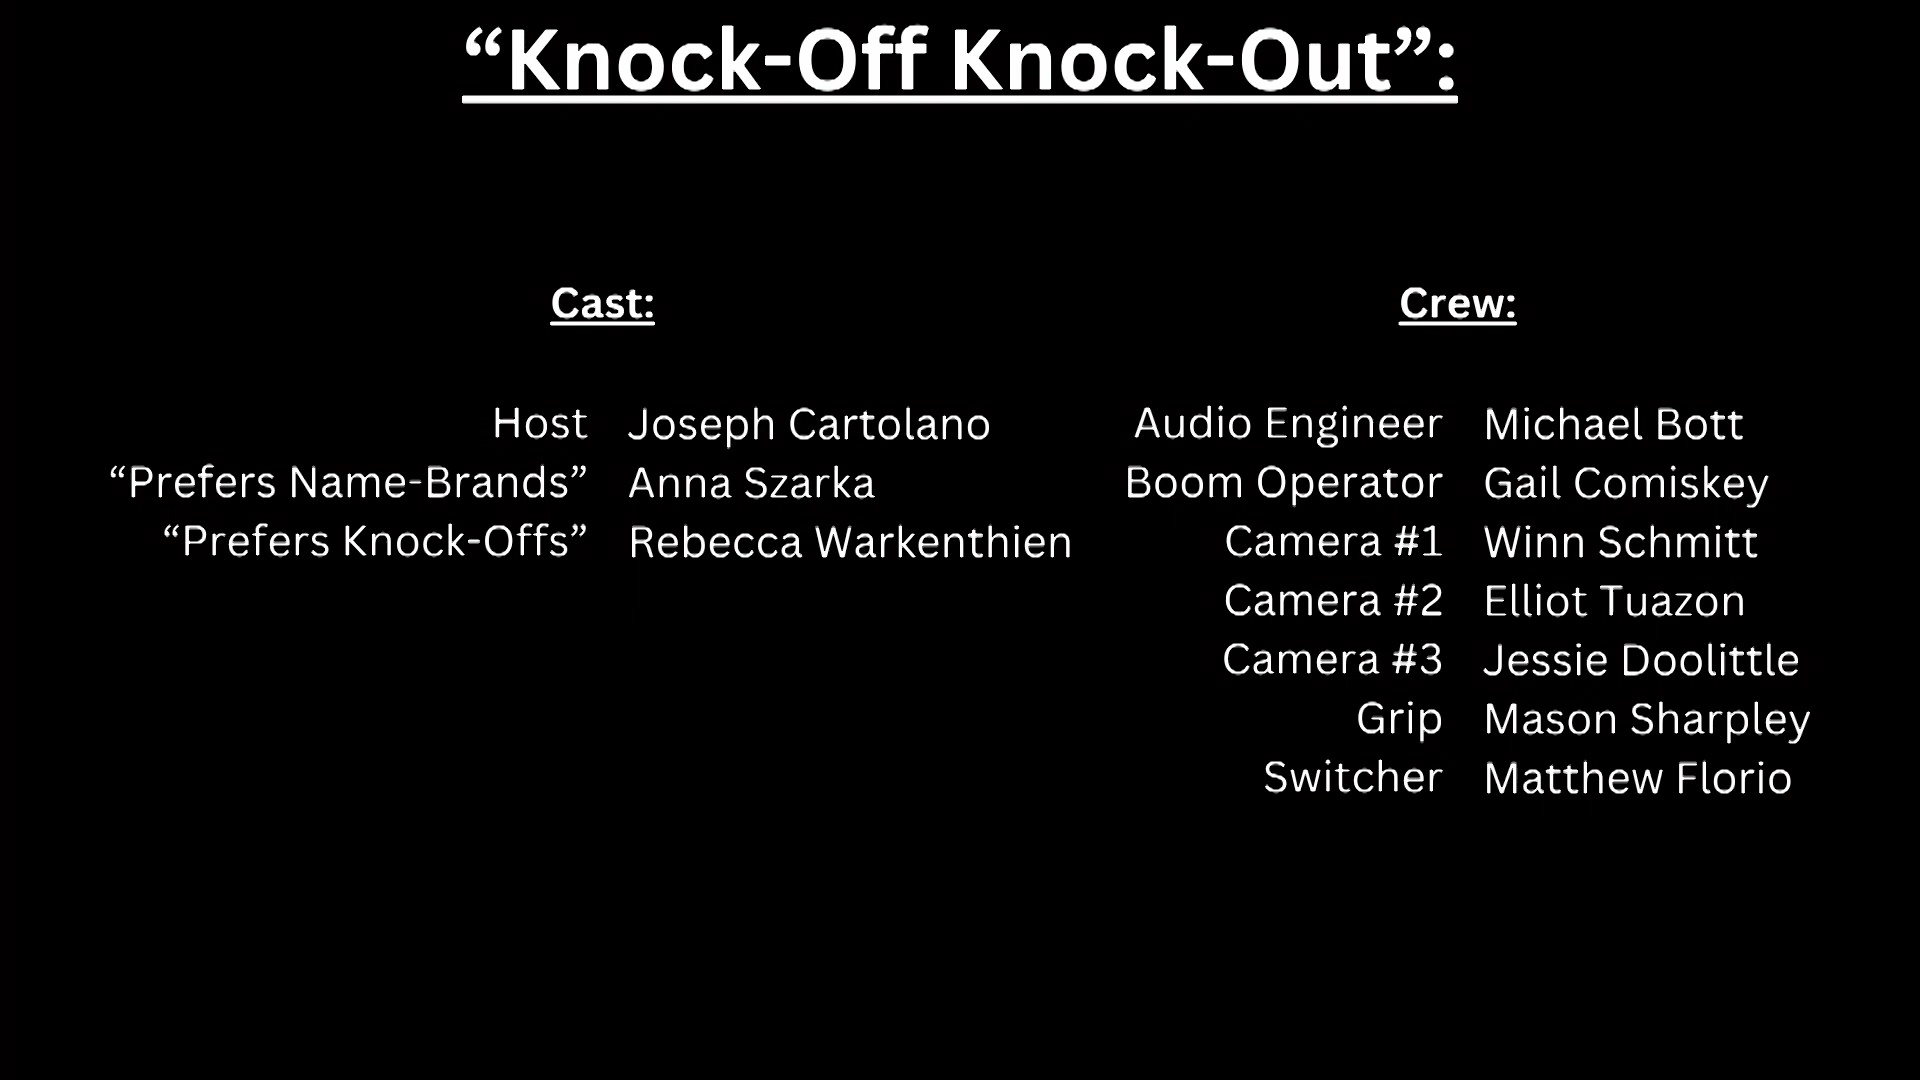 “Knock-Off Knock-Out”:
Cast:
Host Joseph Cartolano
“Prefers Name-Brands” Anna Szarka
“Prefers Knock-Offs” Rebecca Warkenthien
Crew:
Audio Engineer Michael Bott
Boom Operator Gail Comiskey
Camera #1 Winn Schmitt
Camera #2 Elliot Tuazon
Camera #3 Jessie Doolittle
Grip Mason Sharpley
Switcher Matthew Florio